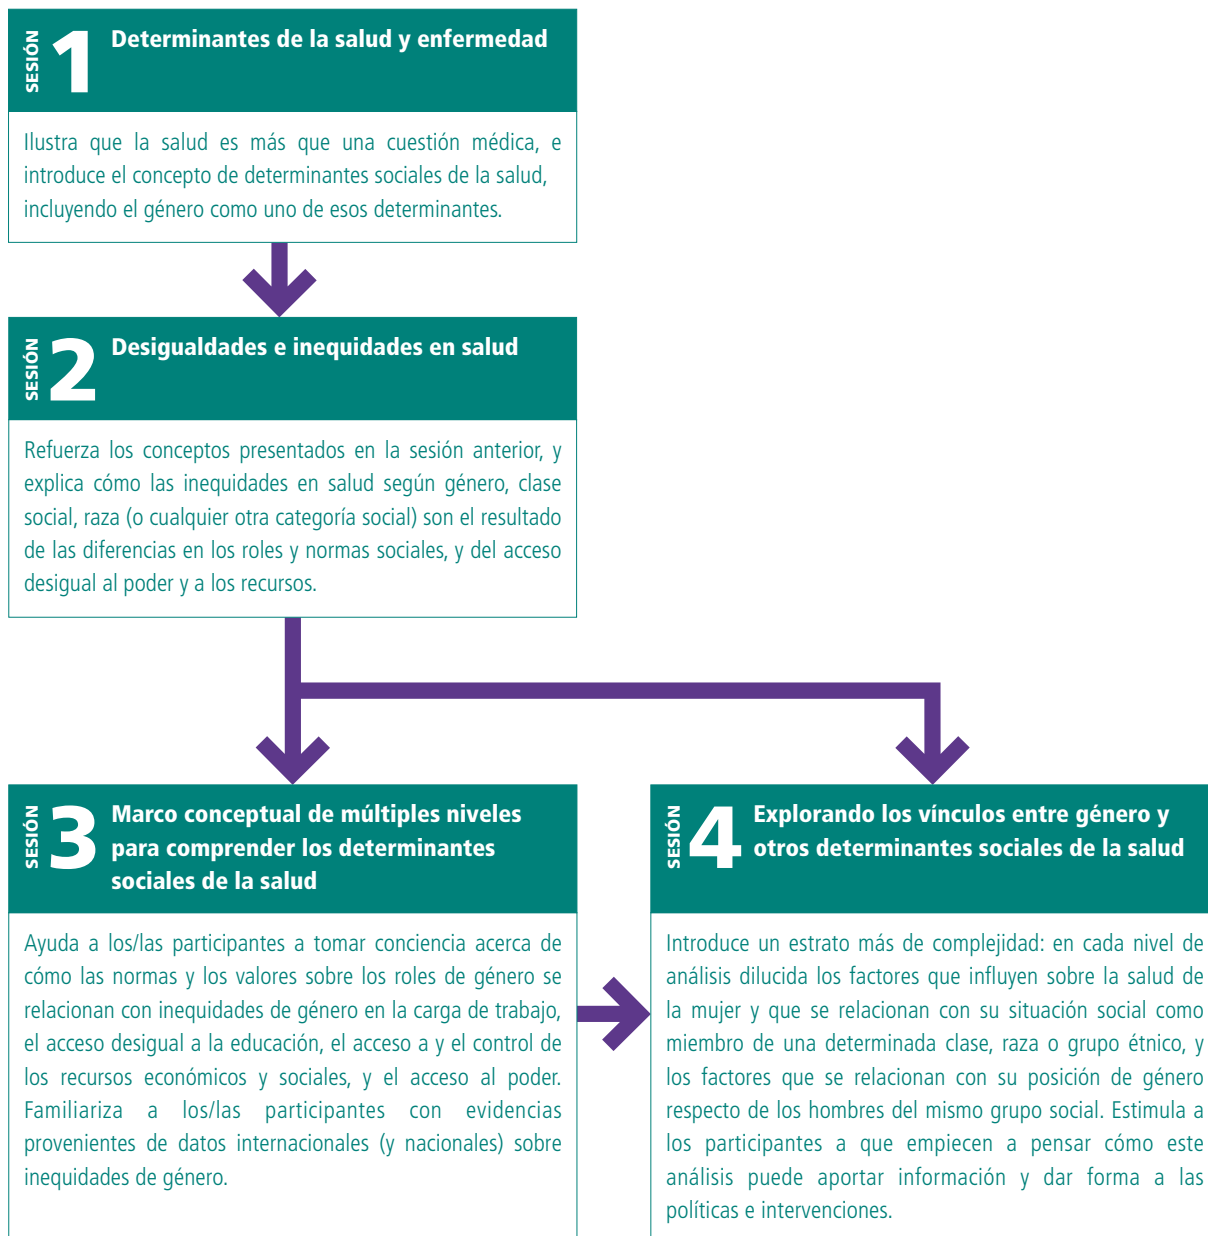 SESIÓN 1 Determinantes de la salud y enfermedad
Ilustra que la salud es más que una cuestión médica, e
introduce el concepto de determinantes sociales de la salud,
incluyendo el género como uno de esos determinantes.
SESIÓN 2 Desigualdades e inequidades en salud
Refuerza los conceptos presentados en la sesión anterior, y
explica cómo las inequidades en salud según género, clase
social, raza (o cualquier otra categoría social) son el resultado
de las diferencias en los roles y normas sociales, y del acceso
desigual al poder y a los recursos.
SESIÓN 3 Marco conceptual de múltiples niveles
para comprender los determinantes
sociales de la salud
Ayuda a los/las participantes a tomar conciencia acerca de
cómo las normas y los valores sobre los roles de género se
relacionan con inequidades de género en la carga de trabajo,
el acceso desigual a la educación, el acceso a y el control de
los recursos económicos y sociales, y el acceso al poder.
Familiariza a los/las participantes con evidencias
provenientes de datos internacionales (y nacionales) sobre
inequidades de género.
SESIÓN 4 Explorando los vínculos entre género y
otros determinantes sociales de la salud
Introduce un estrato más de complejidad: en cada nivel de
análisis dilucida los factores que influyen sobre la salud de
la mujer y que se relacionan con su situación social como
miembro de una determinada clase, raza o grupo étnico, y
los factores que se relacionan con su posición de género
respecto de los hombres del mismo grupo social. Estimula a
los participantes a que empiecen a pensar cómo este
análisis puede aportar información y dar forma a las
políticas e intervenciones.